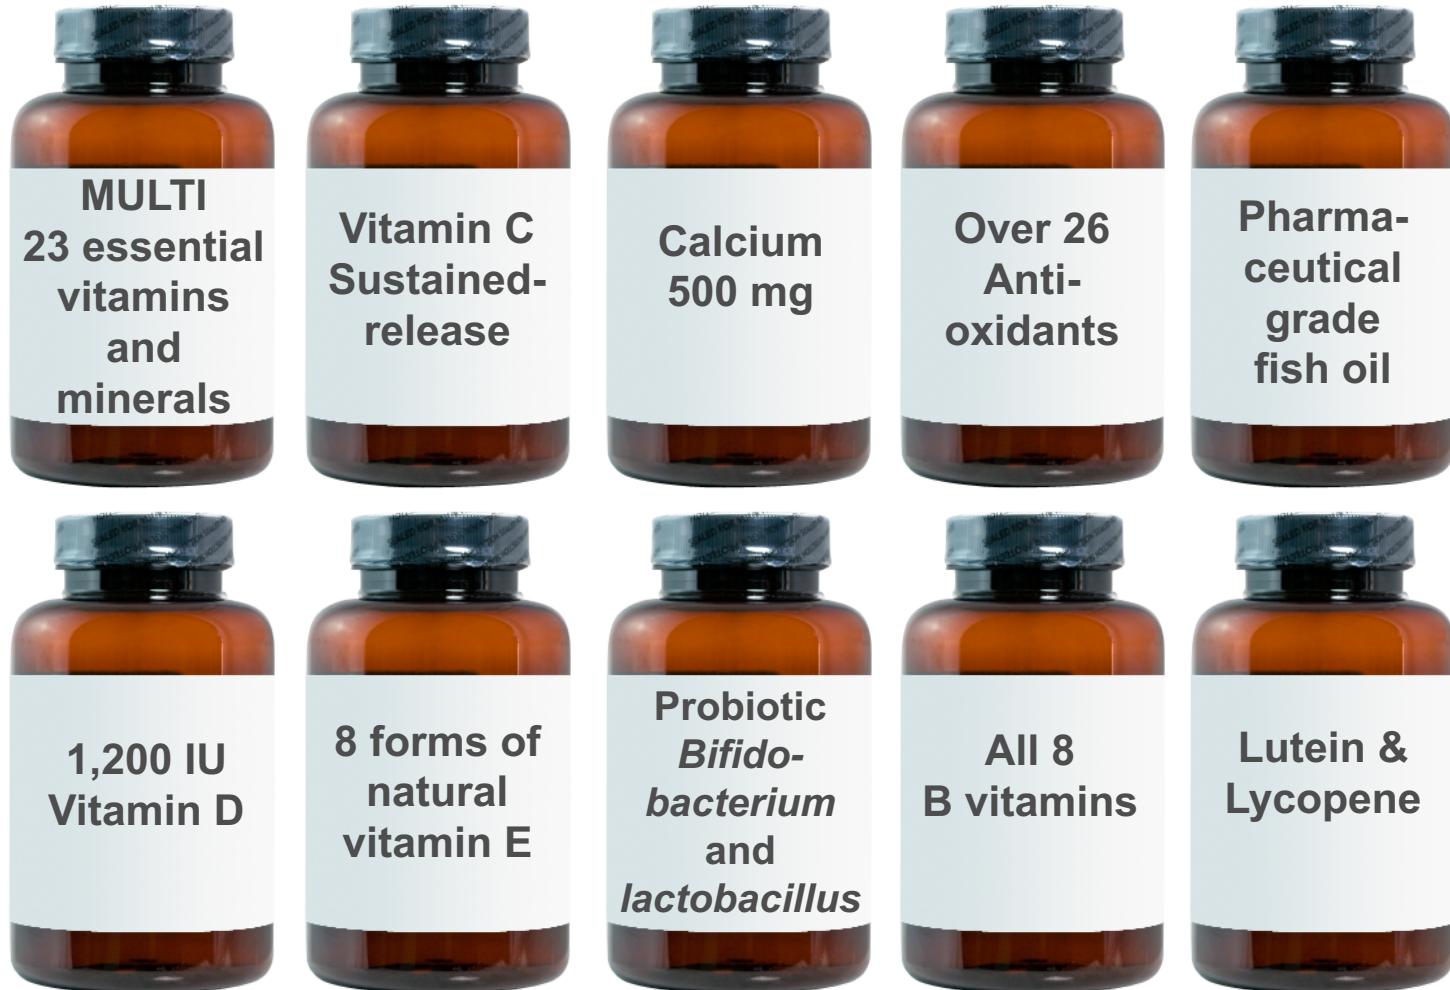 MULTI
23 essential
vitamins
and
minerals
Vitamin C
Sustained-
release
Calcium
500 mg
Over 26
Anti-
oxidants
Pharma-
ceutical
grade
fish oil
1,200 IU
Vitamin D
8 forms of
natural
vitamin E
Probiotic
Bifido-
bacterium
and
lactobacillus
All 8
B vitamins
Lutein &
Lycopene